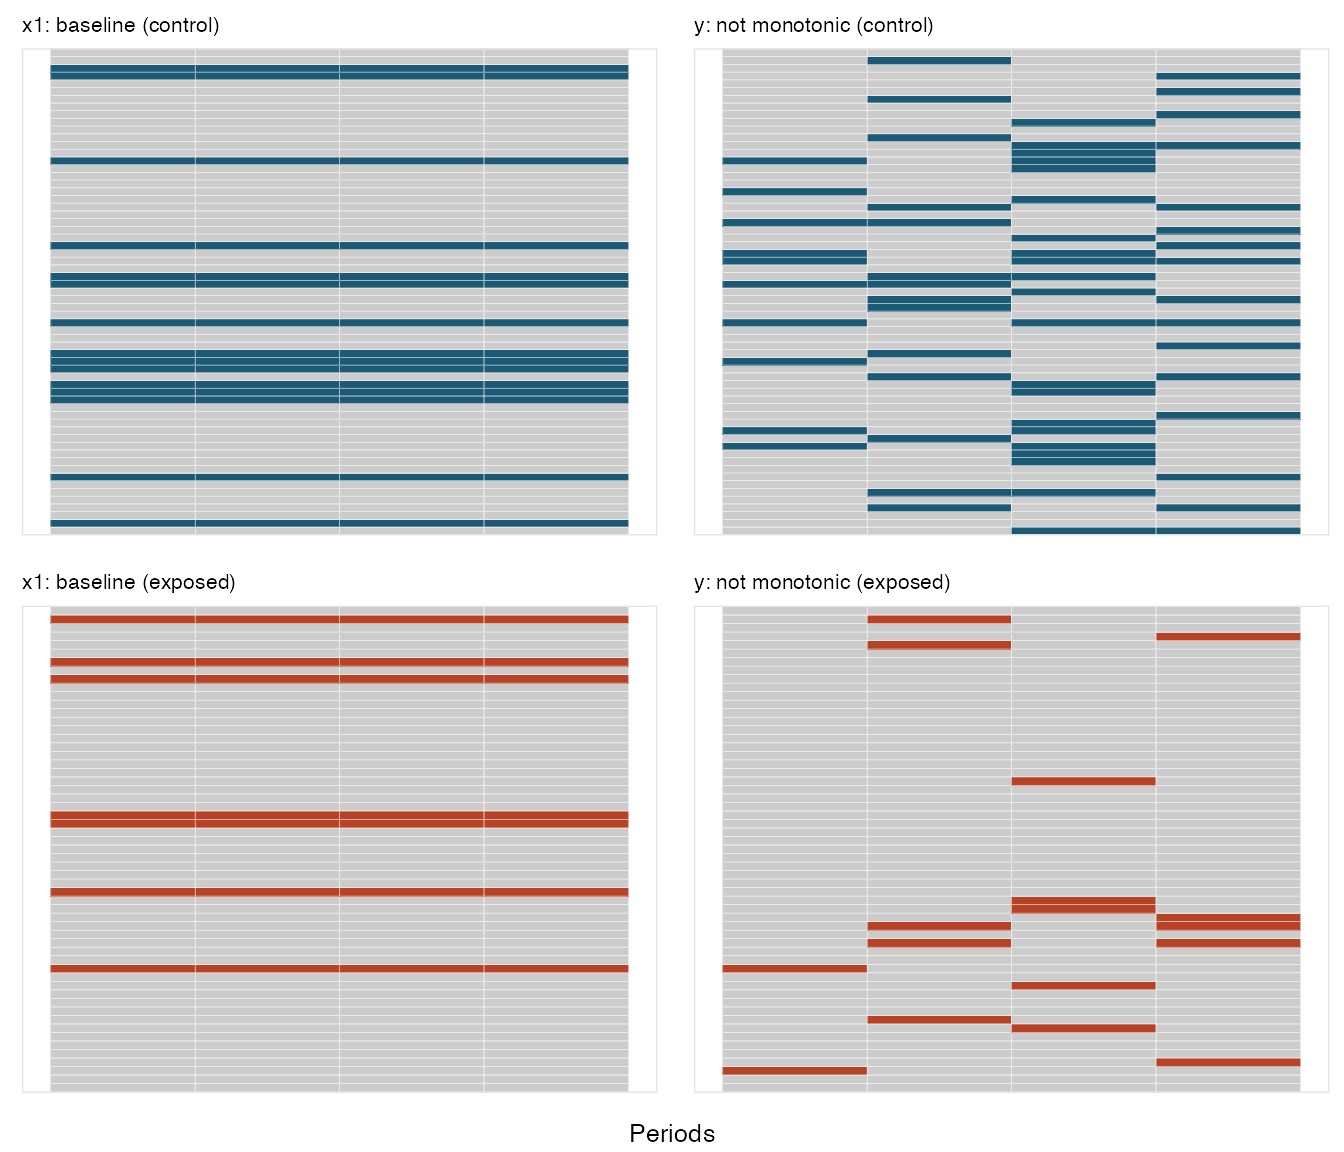 x1: baseline (control)
y: not monotonic (control)
x1: baseline (exposed)
y: not monotonic (exposed)
Periods